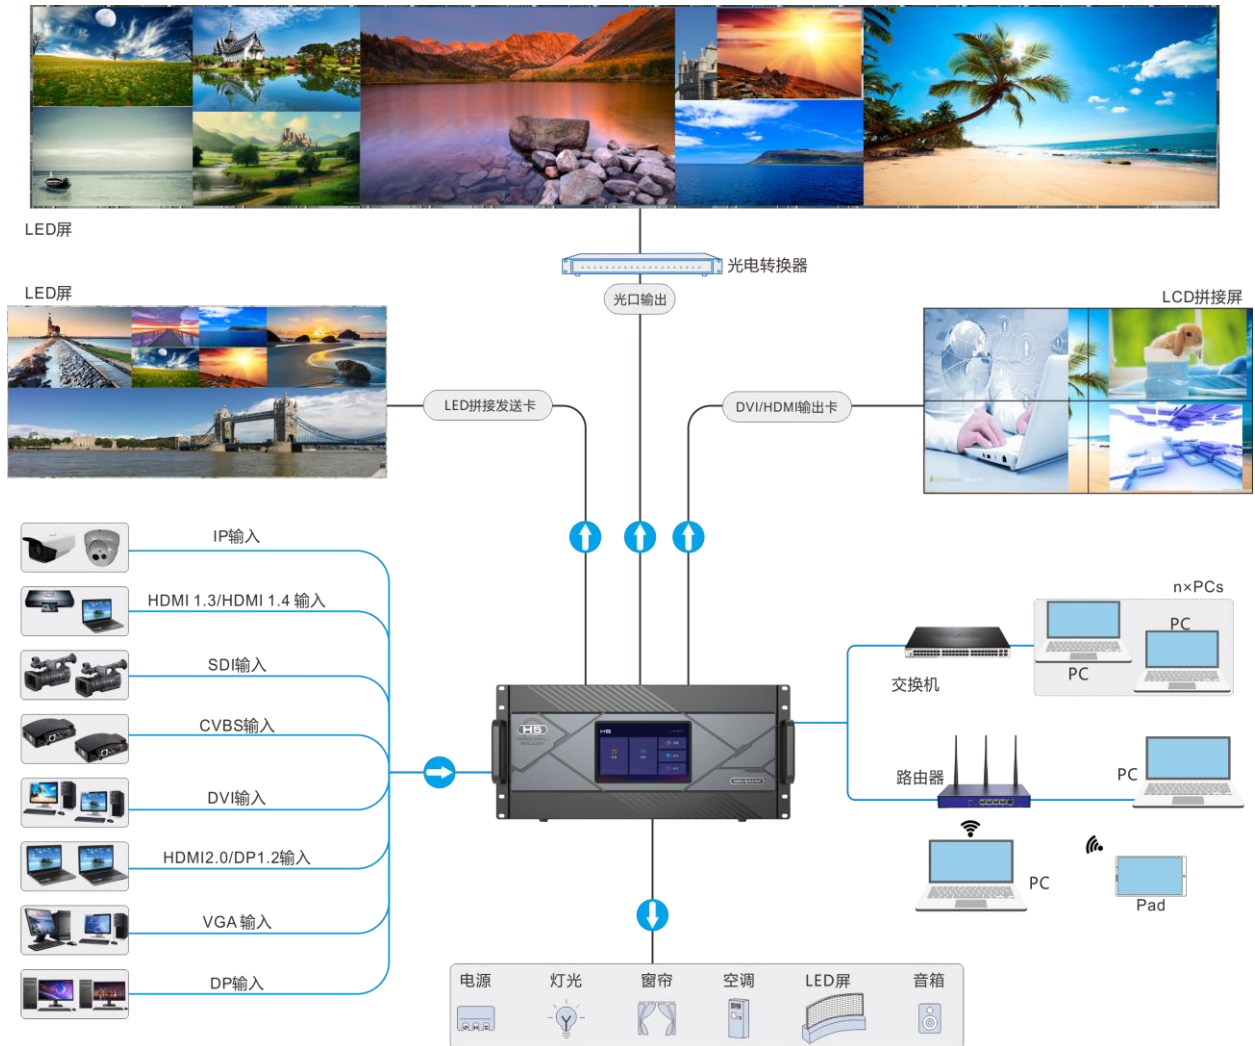 LED屏
光电转换器
光口输出
LED屏
LCD拼接屏
LED拼接发送卡
DVI/HDMI输出卡
IP输入
HDMI 1.3/HDMI 1.4 输入
SDI输入
CVBS输入
DVI输入
HDMI2.0/DP1.2输入
VGA 输入
DP输入
H5
H5
n×PCs
PC
PC
交换机
路由器
PC
PC
Pad
电源
灯光
窗帘
空调
LED屏
音箱